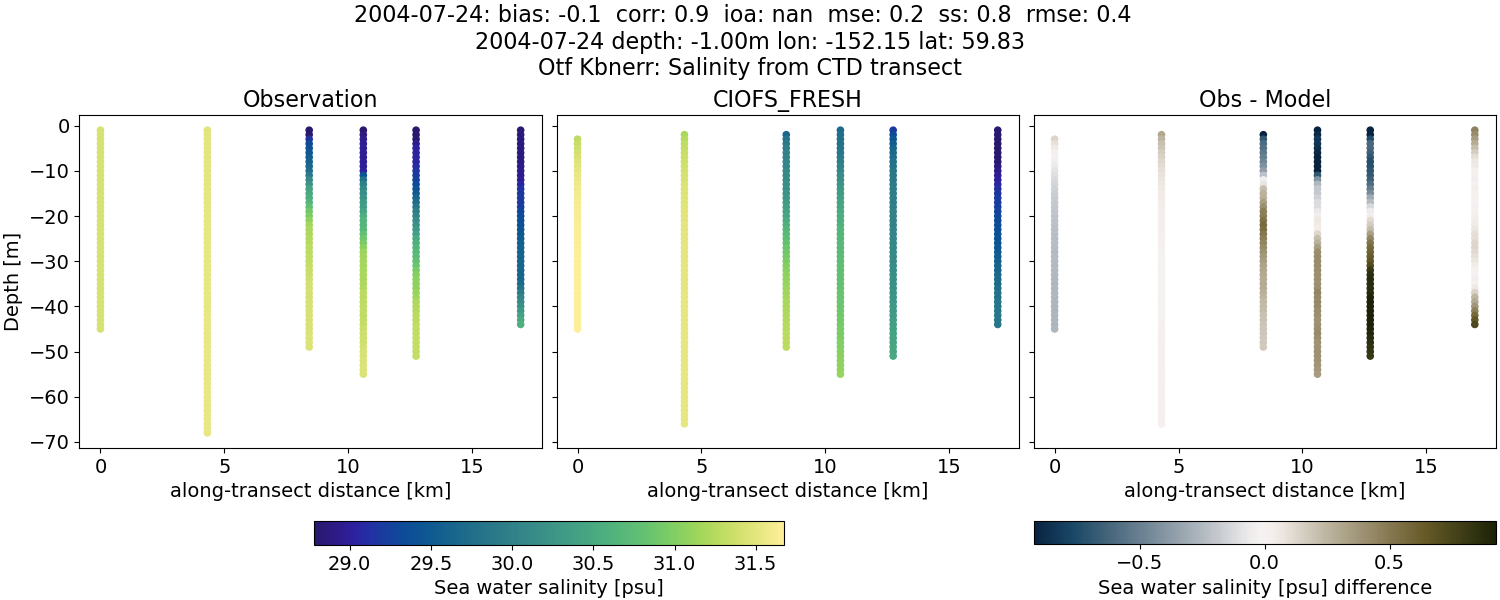 2004-07-24: bias: -0.1  corr: 0.9  ioa: nan  mse: 0.2  ss: 0.8  rmse: 0.4
2004-07-24 depth: -1.00m lon: -152.15 lat: 59.83
Otf Kbnerr: Salinity from CTD transect
Observation
CIOFS_FRESH
Obs - Model
Depth [m]
0
−10
−20
−30
−40
−50
−60
−70
0 5 10 15
0 5 10 15
0 5 10 15
along-transect distance [km]
along-transect distance [km]
along-transect distance [km]
29.0 29.5 30.0 30.5 31.0 31.5
Sea water salinity [psu]
−0.5 0.0 0.5
Sea water salinity [psu] difference